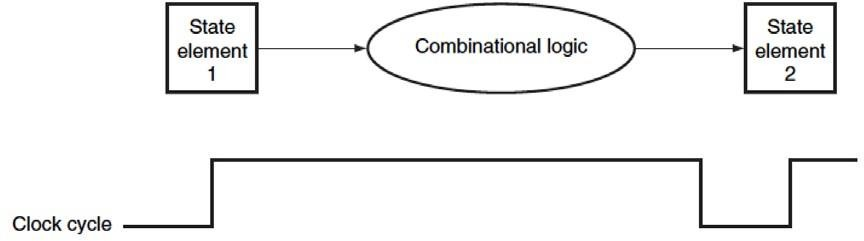 State
element
1
Combinational logic
State
element
2
Clock cycle